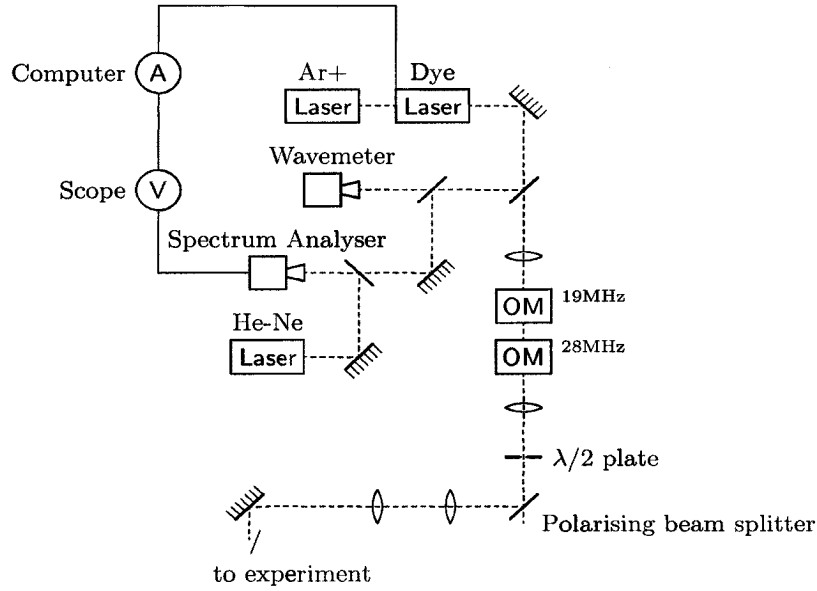 Computer
A
Ar+
Dye
Laser
Laser
Wavemeter
Scope
V
Spectrum Analyser
OM
19MHz
He-Ne
Laser
OM
28MHz
λ/2 plate
Polarising beam splitter
to experiment